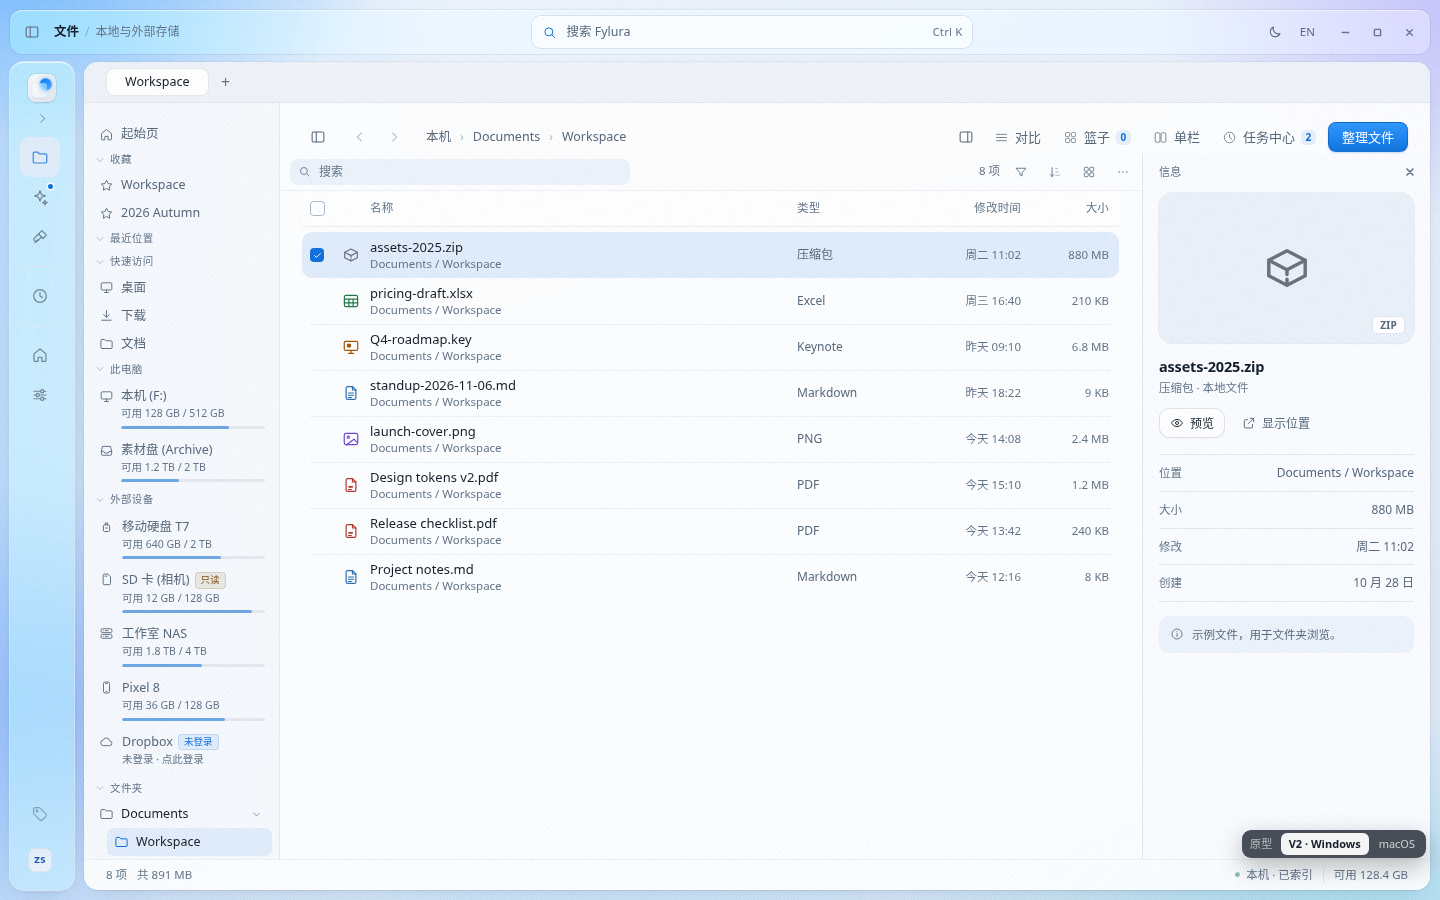 文件 / 本地与外部存储
搜索 Fylura
Ctrl K
EN
Workspace
+
起始页
收藏
Workspace
2026 Autumn
最近位置
快速访问
桌面
下载
文档
此电脑
本机 (F:)
可用 128 GB / 512 GB
素材盘 (Archive)
可用 1.2 TB / 2 TB
外部设备
移动硬盘 T7
可用 640 GB / 2 TB
SD 卡 (相机) 只读
可用 12 GB / 128 GB
工作室 NAS
可用 1.8 TB / 4 TB
Pixel 8
可用 36 GB / 128 GB
Dropbox 未登录
未登录 · 点此登录
文件夹
Documents
Workspace
ZS
本机 › Documents › Workspace
对比
篮子 0
单栏
任务中心 2
整理文件
搜索
8 项
名称 类型 修改时间 大小
assets-2025.zip
Documents / Workspace
压缩包 周二 11:02 880 MB
pricing-draft.xlsx
Documents / Workspace
Excel 周三 16:40 210 KB
Q4-roadmap.key
Documents / Workspace
Keynote 昨天 09:10 6.8 MB
standup-2026-11-06.md
Documents / Workspace
Markdown 昨天 18:22 9 KB
launch-cover.png
Documents / Workspace
PNG 今天 14:08 2.4 MB
Design tokens v2.pdf
Documents / Workspace
PDF 今天 15:10 1.2 MB
Release checklist.pdf
Documents / Workspace
PDF 今天 13:42 240 KB
Project notes.md
Documents / Workspace
Markdown 今天 12:16 8 KB
信息
ZIP
assets-2025.zip
压缩包 · 本地文件
预览
显示位置
位置 Documents / Workspace
大小 880 MB
修改 周二 11:02
创建 10 月 28 日
示例文件，用于文件夹浏览。
原型 V2 · Windows macOS
8 项 共 891 MB
本机 · 已索引 可用 128.4 GB